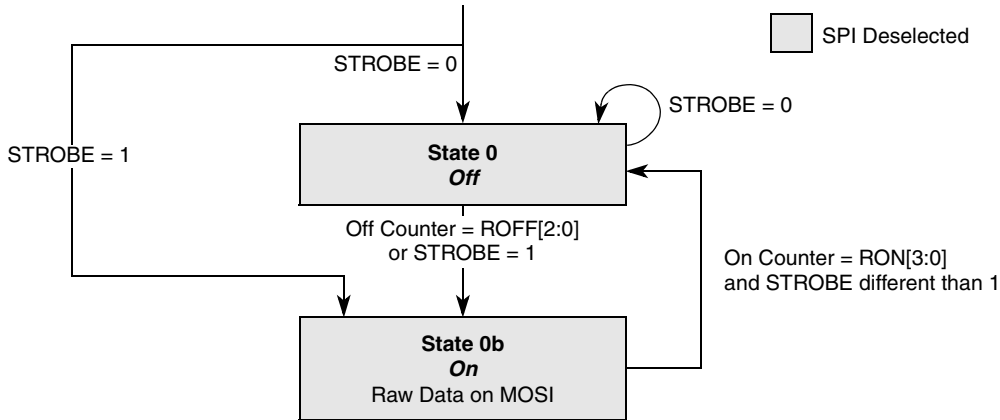 SPI Deselected
STROBE = 0
STROBE = 0
STROBE = 1
State 0
Off
Off Counter = ROFF[2:0]
or STROBE = 1
On Counter = RON[3:0]
and STROBE different than 1
State 0b
On
Raw Data on MOSI